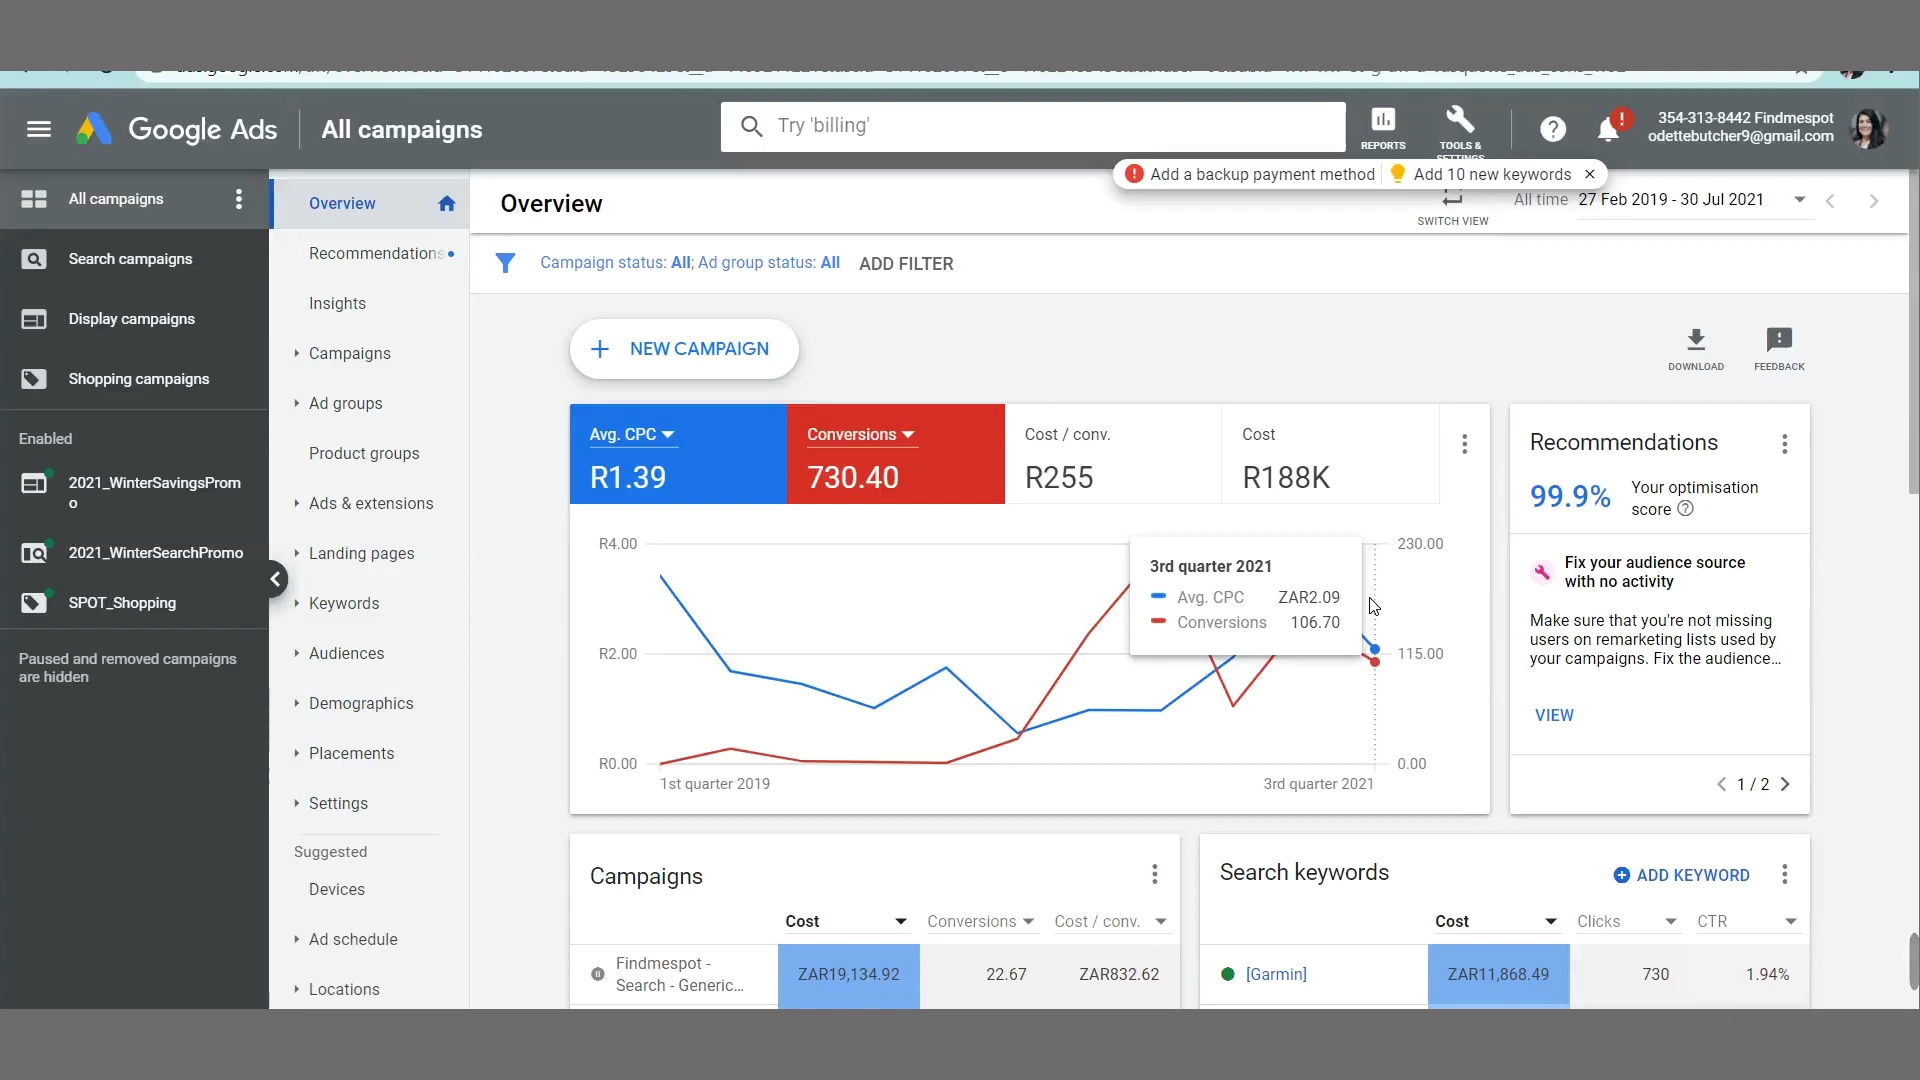 Google Ads
All campaigns
Try 'billing'
REPORTS
TOOLS &
SETTINGS
354-313-8442 Findmespot
odettebutcher9@gmail.com
Add a backup payment method
Add 10 new keywords
All campaigns
Search campaigns
Display campaigns
Shopping campaigns
Enabled
2021_WinterSavingsProm
o
2021_WinterSearchPromo
SPOT_Shopping
Paused and removed campaigns
are hidden
Overview
Recommendations
Insights
Campaigns
Ad groups
Product groups
Ads & extensions
Landing pages
Keywords
Audiences
Demographics
Placements
Settings
Suggested
Devices
Ad schedule
Locations
Overview
SWITCH VIEW
All time 27 Feb 2019 - 30 Jul 2021
Campaign status: All; Ad group status: All
ADD FILTER
NEW CAMPAIGN
DOWNLOAD
FEEDBACK
Avg. CPC
R1.39
Conversions
730.40
Cost / conv.
R255
Cost
R188K
R4.00
R2.00
R0.00
230.00
115.00
0.00
3rd quarter 2021
Avg. CPC ZAR2.09
Conversions 106.70
1st quarter 2019
3rd quarter 2021
Recommendations
99.9%
Your optimisation
score
Fix your audience source
with no activity
Make sure that you're not missing
users on remarketing lists used by
your campaigns. Fix the audience...
VIEW
1 / 2
Campaigns
Cost Conversions Cost / conv.
Findmespot -
Search - Generic...
ZAR19,134.92 22.67 ZAR832.62
Search keywords
ADD KEYWORD
Cost Clicks CTR
[Garmin] ZAR11,868.49 730 1.94%